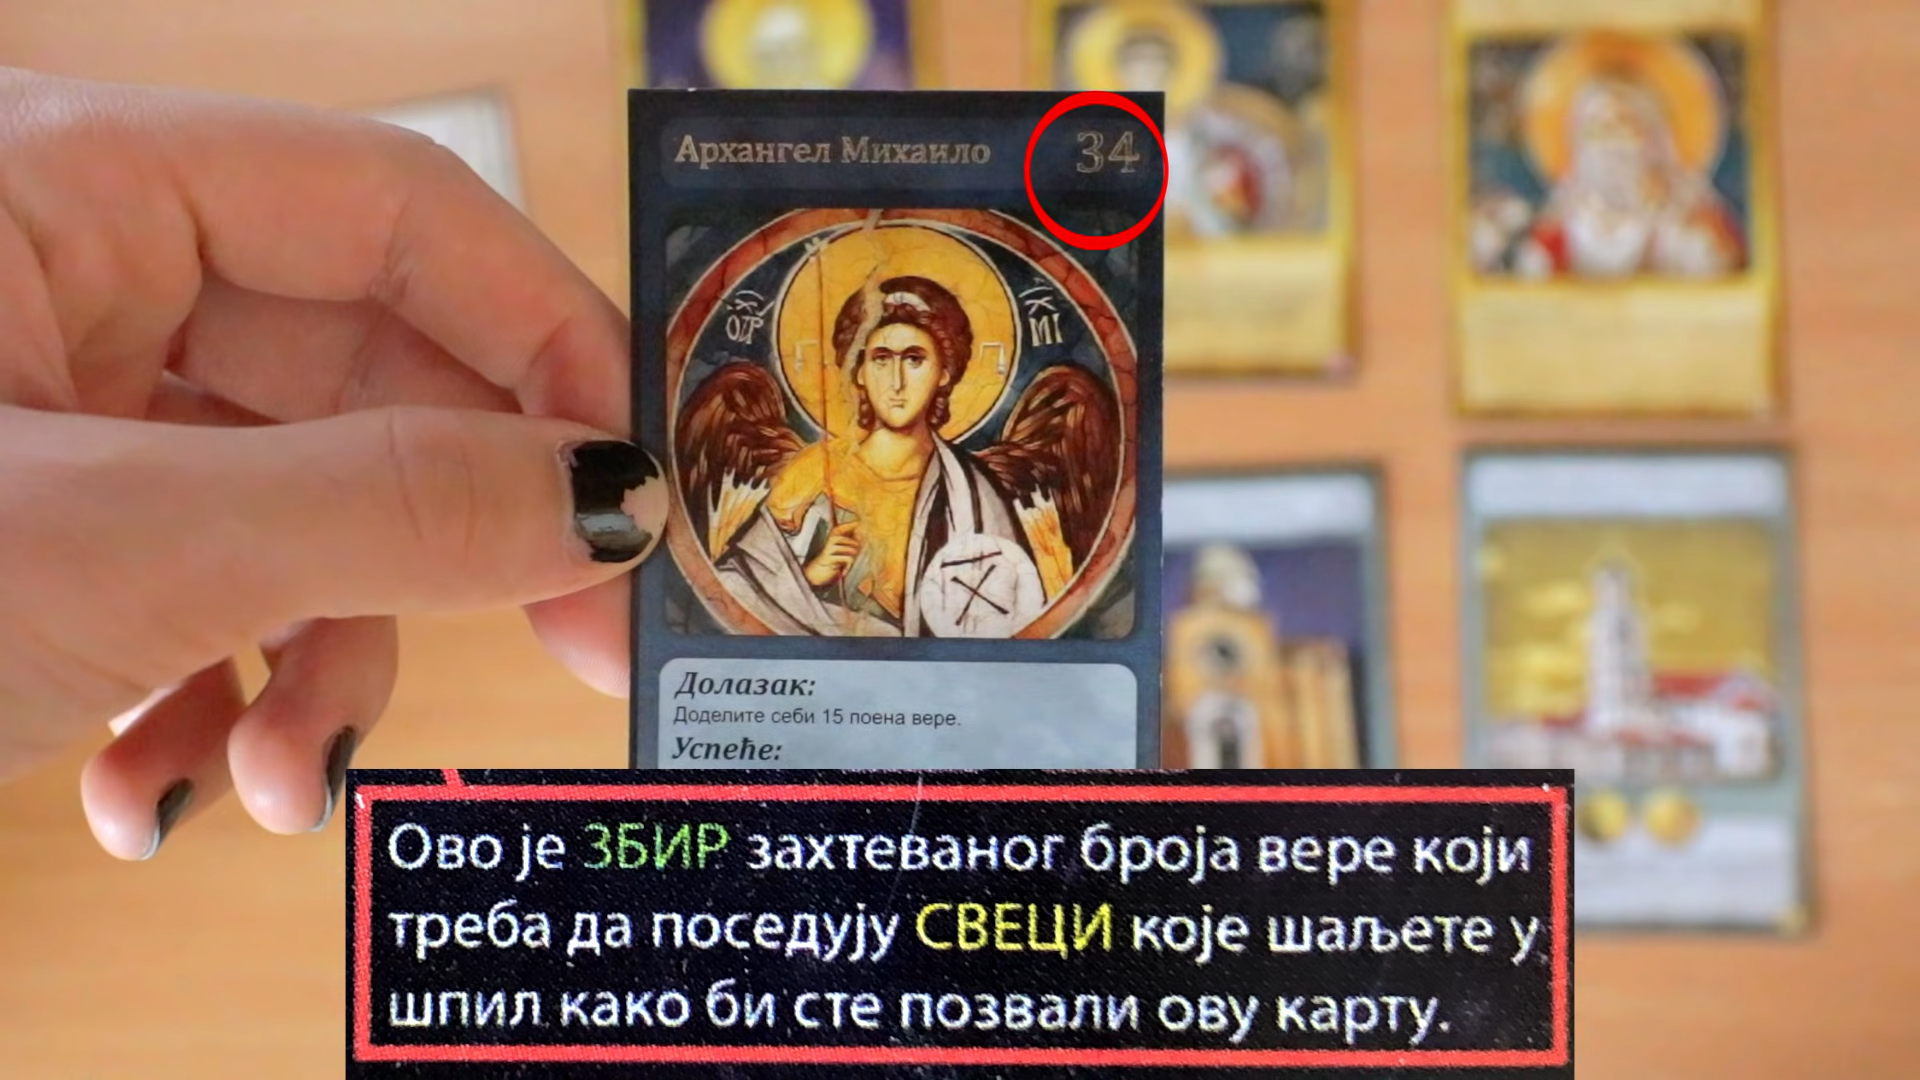 Архангел Михаило 34
Долазак:
Доделите себи 15 поена вере.
Успеће:
Ово је ЗБИР захтеваног броја вере који
треба да поседују СВЕЦИ које шаљете у
шпил како би сте позвали ову карту.